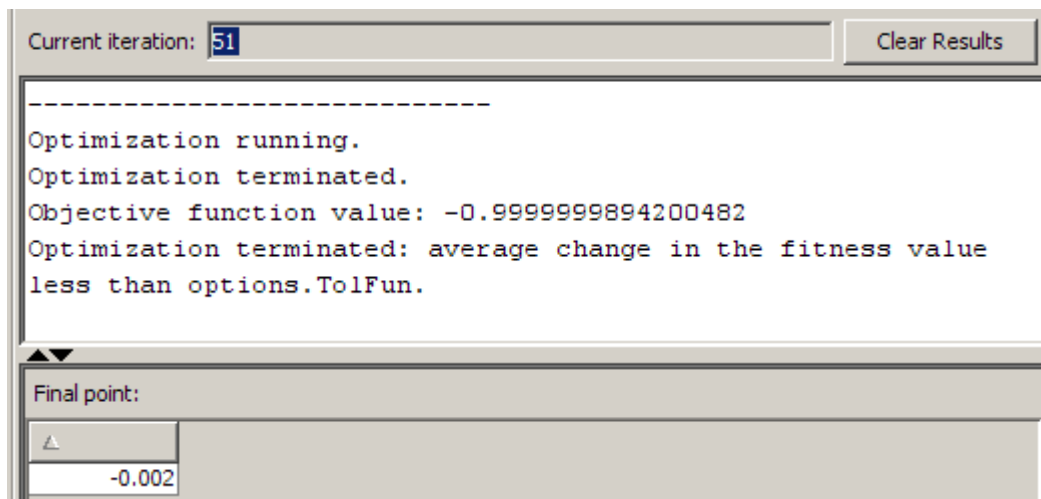 Current iteration: 51 Clear Results
-----------------------------
Optimization running.
Optimization terminated.
Objective function value: -0.9999999894200482
Optimization terminated: average change in the fitness value
less than options.TolFun.
Final point:
-0.002